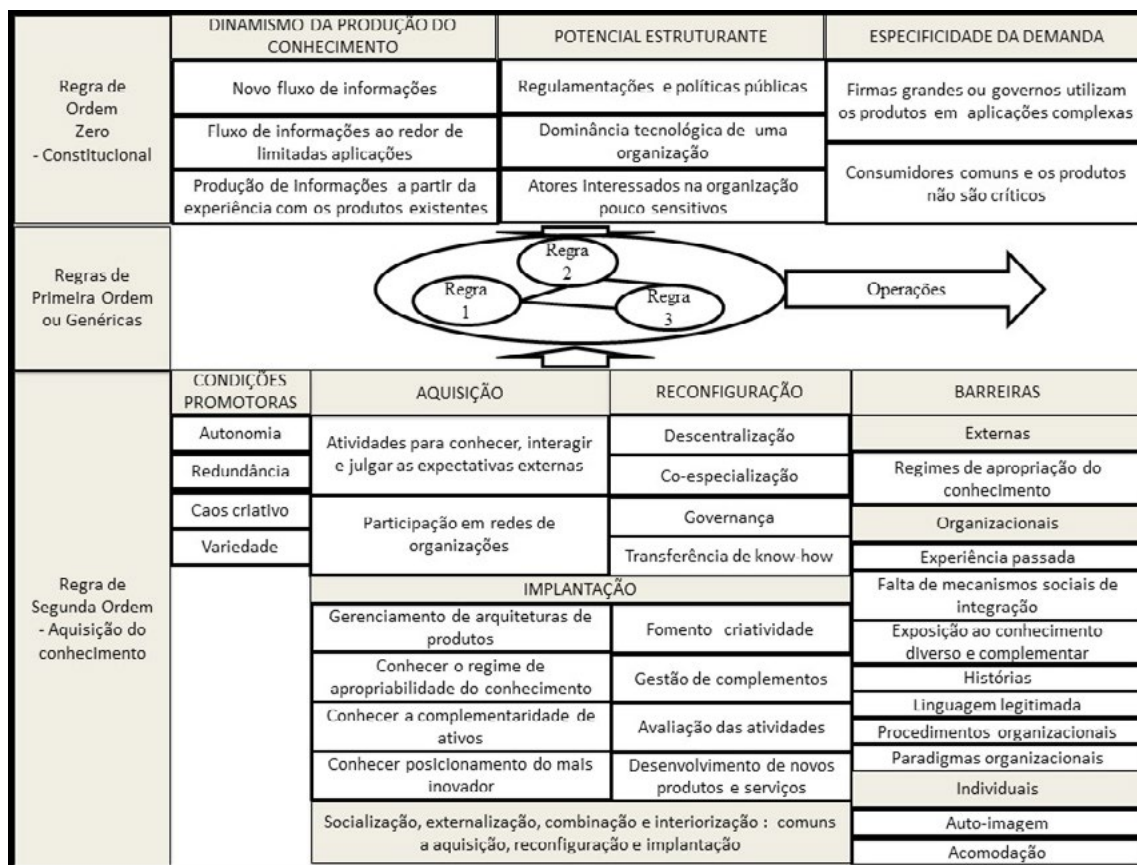 DINAMISMO DA PRODUÇÃO DO
CONHECIMENTO
POTENCIAL ESTRUTURANTE
ESPECIFICIDADE DA DEMANDA
Regra de
Ordem
Zero
- Constitucional
Novo fluxo de informações
Fluxo de informações ao redor de
limitadas aplicações
Produção de informações a partir da
experiência com os produtos existentes
Regulamentações e políticas públicas
Dominância tecnológica de uma
organização
Atores interessados na organização
pouco sensitivos
Firmas grandes ou governos utilizam
os produtos em aplicações complexas
Consumidores comuns e os produtos
não são críticos
Regras de
Primeira Ordem
ou Genéricas
Regra
1
Regra
2
Regra
3
Operações
Regra de
Segunda Ordem
- Aquisição do
conhecimento
CONDIÇÕES
PROMOTORAS
Autonomia
Redundância
Caos criativo
Variedade
AQUISIÇÃO
Atividades para conhecer, interagir
e julgar as expectativas externas
Participação em redes de
organizações
RECONFIGURAÇÃO
Descentralização
Co-especialização
Governança
Transferência de know-how
IMPLANTAÇÃO
Gerenciamento de arquiteturas de
produtos
Conhecer o regime de
apropriabilidade do conhecimento
Conhecer a complementaridade de
ativos
Conhecer posicionamento do mais
inovador
Fomento criatividade
Gestão de complementos
Avaliação das atividades
Desenvolvimento de novos
produtos e serviços
Socialização, externalização, combinação e interiorização : comuns
a aquisição, reconfiguração e implantação
BARREIRAS
Externas
Regimes de apropriação do
conhecimento
Organizacionais
Experiência passada
Falta de mecanismos sociais de
integração
Exposição ao conhecimento
diverso e complementar
Histórias
Linguagem legitimada
Procedimentos organizacionais
Paradigmas organizacionais
Individuais
Auto-imagem
Acomodação